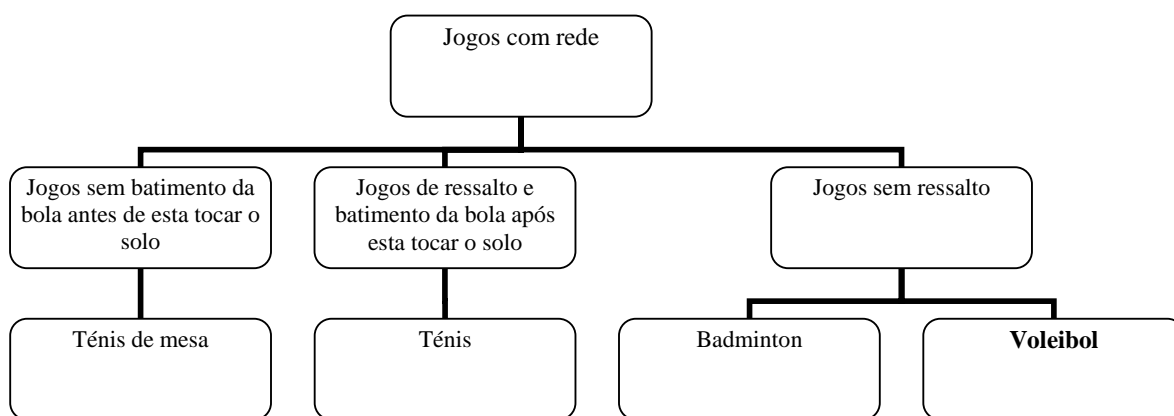 Jogos com rede
Jogos sem batimento da
bola antes de esta tocar o
solo
Jogos de ressalto e
batimento da bola após
esta tocar o solo
Jogos sem ressalto
Ténis de mesa
Ténis
Badminton
Voleibol